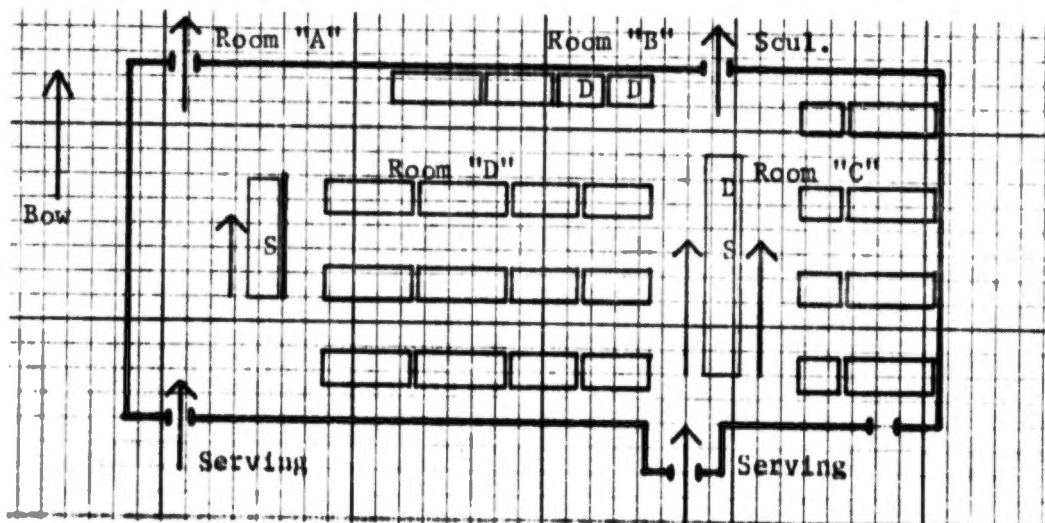 Room "A"
Room "B"
Scul.
D D
Room "D"
D
Room "C"
Bow
S
S
Serving
Serving